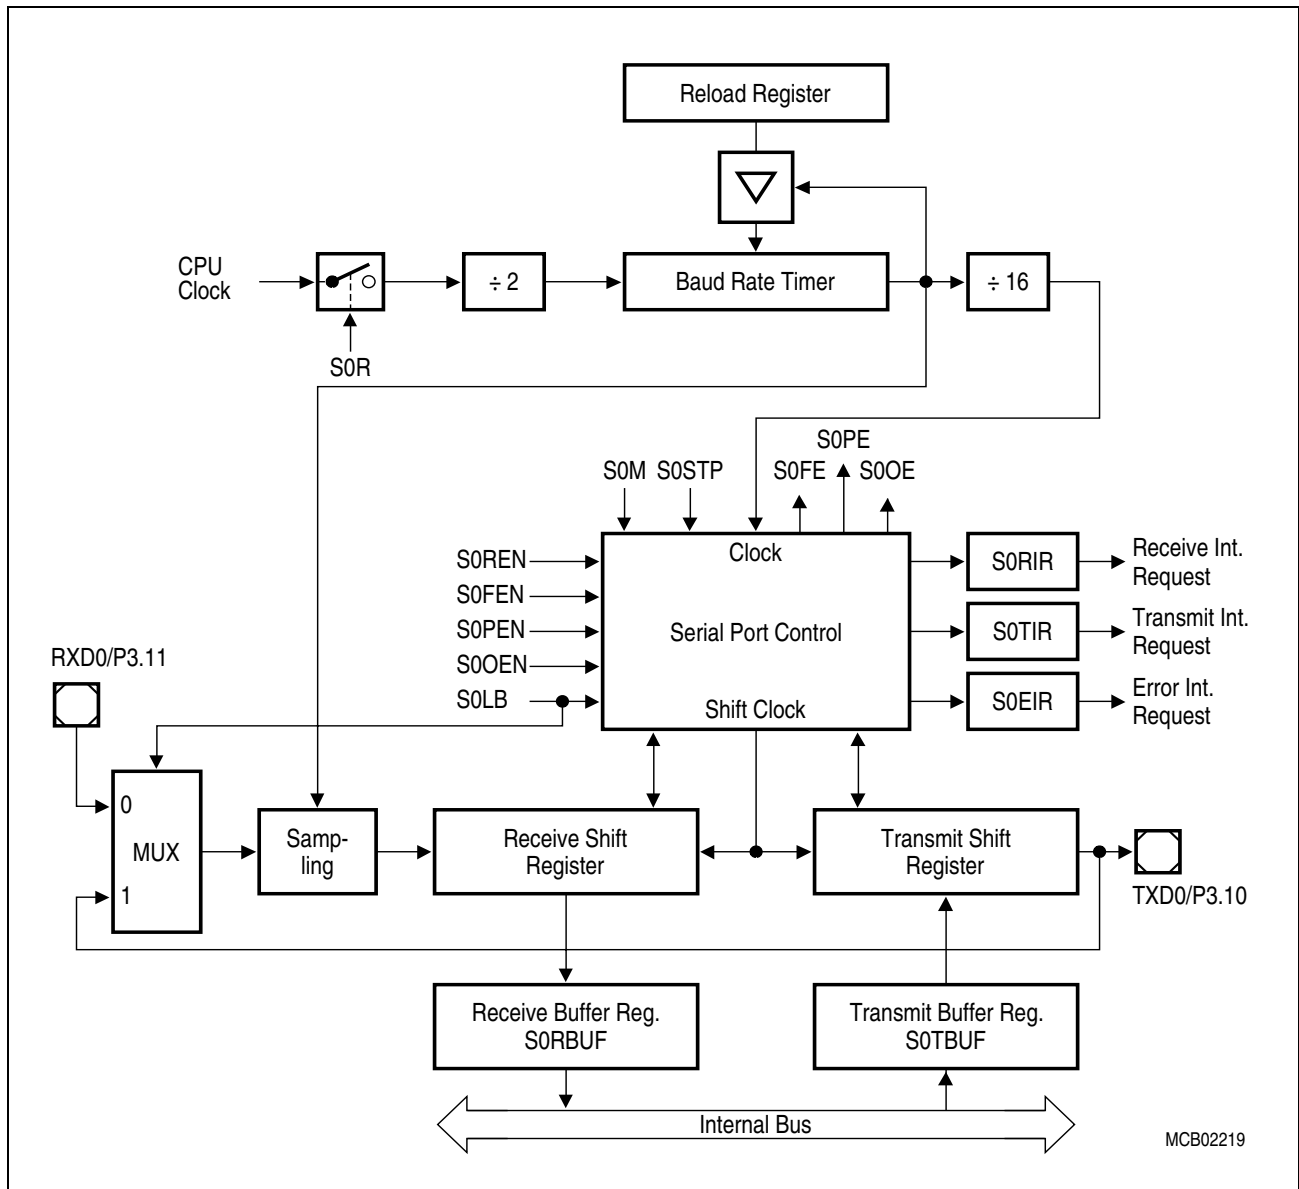 Reload Register
CPU
Clock
÷ 2
Baud Rate Timer
÷ 16
S0R
S0PE
S0M
S0STP
S0FE
S0OE
Clock
S0REN
S0FEN
S0PEN
S0OEN
S0LB
Serial Port Control
Shift Clock
S0RIR
Receive Int.
Request
S0TIR
Transmit Int.
Request
S0EIR
Error Int.
Request
RXD0/P3.11
0
MUX
1
Samp-
ling
Receive Shift
Register
Transmit Shift
Register
TXD0/P3.10
Receive Buffer Reg.
S0RBUF
Transmit Buffer Reg.
S0TBUF
Internal Bus
MCB02219